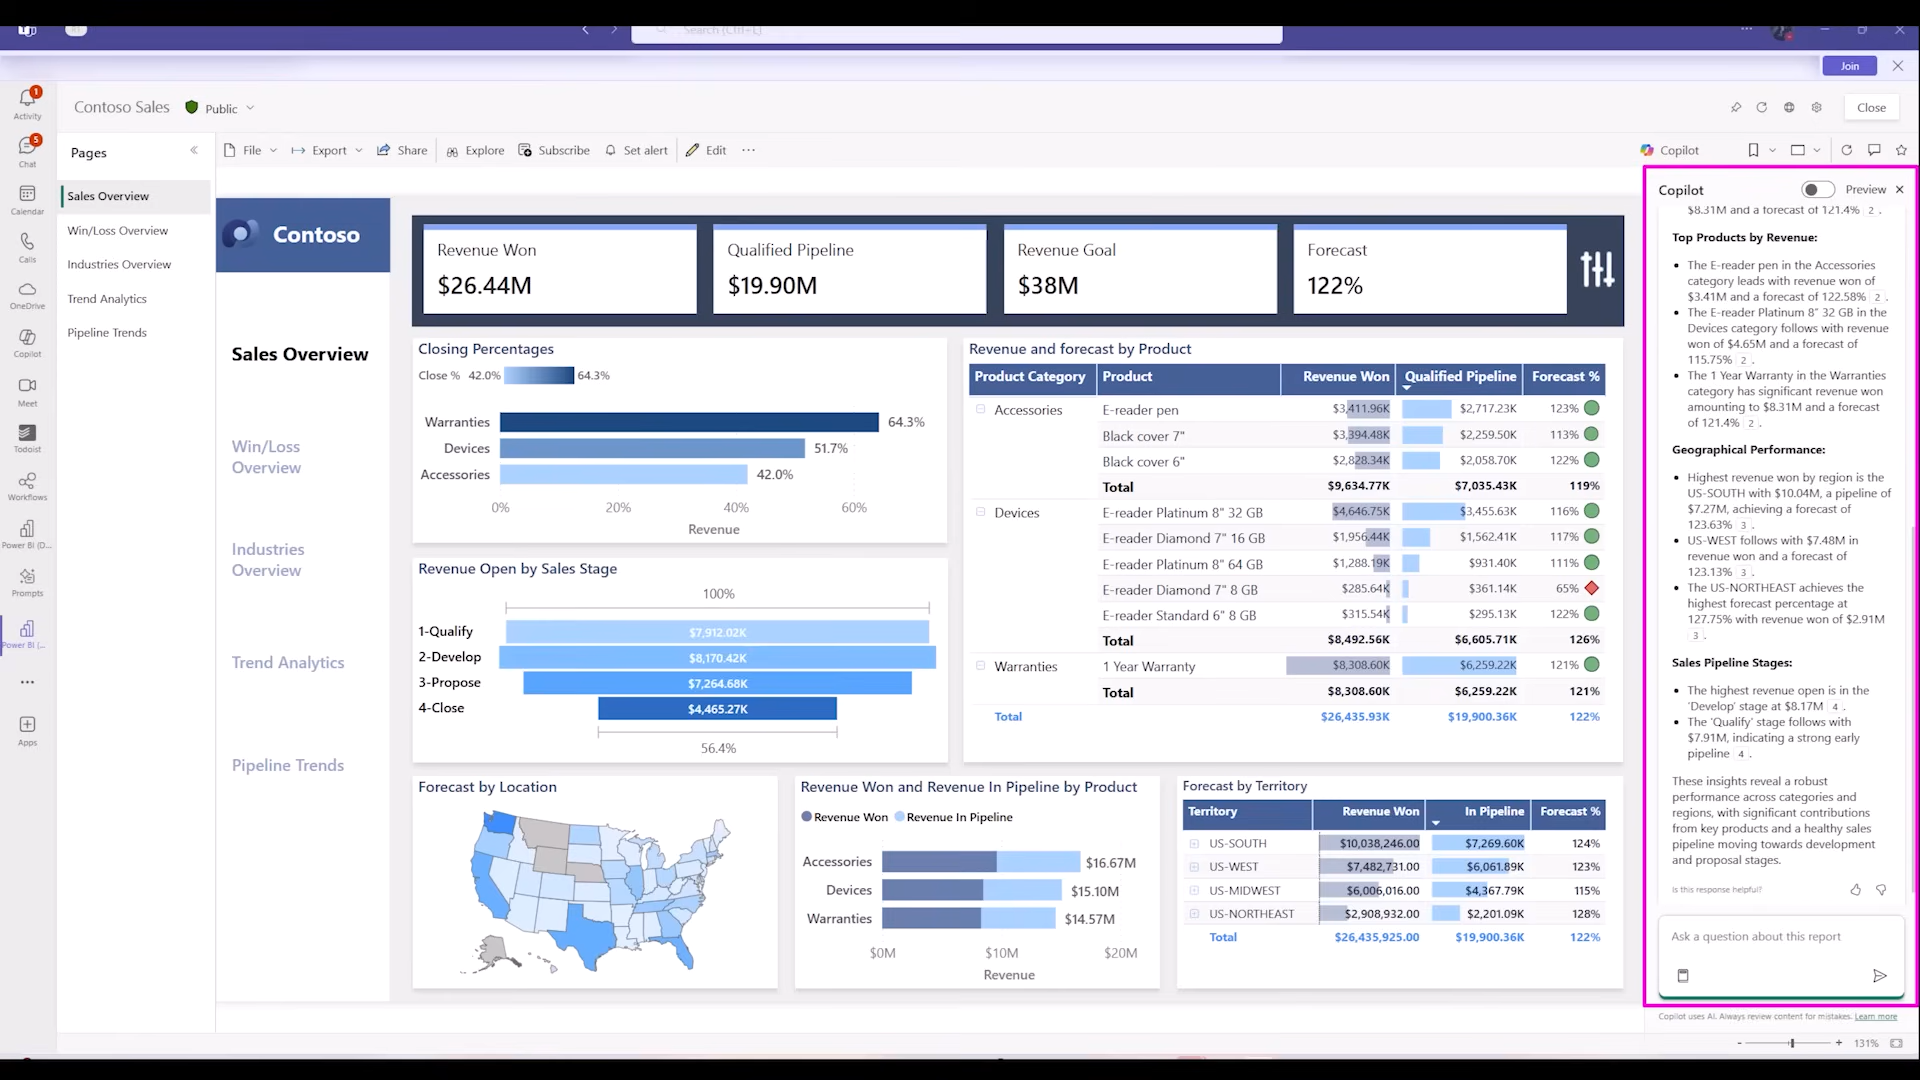 Search (Ctrl+E)
Join
1
Activity
5
Chat
Calendar
Calls
OneDrive
Copilot
Meet
Todoist
Workflows
Power BI (D...
Prompts
Power BI (...
Apps
Contoso Sales
Public
Close
Pages
Sales Overview
Win/Loss Overview
Industries Overview
Trend Analytics
Pipeline Trends
File
Export
Share
Explore
Subscribe
Set alert
Edit
Copilot
Contoso
Sales Overview
Win/Loss
Overview
Industries
Overview
Trend Analytics
Pipeline Trends
Revenue Won
$26.44M
Qualified Pipeline
$19.90M
Revenue Goal
$38M
Forecast
122%
Closing Percentages
Close % 42.0% 64.3%
Warranties 64.3%
Devices 51.7%
Accessories 42.0%
0% 20% 40% 60%
Revenue
Revenue Open by Sales Stage
100%
1-Qualify $7,912.02K
2-Develop $8,170.42K
3-Propose $7,264.68K
4-Close $4,465.27K
56.4%
Revenue and forecast by Product
Product Category Product Revenue Won Qualified Pipeline Forecast %
Accessories E-reader pen $3,411.96K $2,717.23K 123%
Black cover 7" $3,394.48K $2,259.50K 113%
Black cover 6" $2,828.34K $2,058.70K 122%
Total $9,634.77K $7,035.43K 119%
Devices E-reader Platinum 8" 32 GB $4,646.75K $3,455.63K 116%
E-reader Diamond 7" 16 GB $1,956.44K $1,562.41K 117%
E-reader Platinum 8" 64 GB $1,288.19K $931.40K 111%
E-reader Diamond 7" 8 GB $285.64K $361.14K 65%
E-reader Standard 6" 8 GB $315.54K $295.13K 122%
Total $8,492.56K $6,605.71K 126%
Warranties 1 Year Warranty $8,308.60K $6,259.22K 121%
Total $8,308.60K $6,259.22K 121%
Total $26,435.93K $19,900.36K 122%
Forecast by Location
Revenue Won and Revenue In Pipeline by Product
Revenue Won Revenue In Pipeline
Accessories $16.67M
Devices $15.10M
Warranties $14.57M
$0M $10M $20M
Revenue
Forecast by Territory
Territory Revenue Won In Pipeline Forecast %
US-SOUTH $10,038,246.00 $7,269.60K 124%
US-WEST $7,482,731.00 $6,061.89K 123%
US-MIDWEST $6,006,016.00 $4,367.79K 115%
US-NORTHEAST $2,908,932.00 $2,201.09K 128%
Total $26,435,925.00 $19,900.36K 122%
Copilot
Preview
$8.31M and a forecast of 121.4% 2 .
Top Products by Revenue:
• The E-reader pen in the Accessories
category leads with revenue won of
$3.41M and a forecast of 122.58% 2 .
• The E-reader Platinum 8" 32 GB in the
Devices category follows with revenue
won of $4.65M and a forecast of
115.75% 2 .
• The 1 Year Warranty in the Warranties
category has significant revenue won
amounting to $8.31M and a forecast
of 121.4% 2 .
Geographical Performance:
• Highest revenue won by region is the
US-SOUTH with $10.04M, a pipeline of
$7.27M, achieving a forecast of
123.63% 3 .
• US-WEST follows with $7.48M in
revenue won and a forecast of
123.13% 3 .
• The US-NORTHEAST achieves the
highest forecast percentage at
127.75% with revenue won of $2.91M
3 .
Sales Pipeline Stages:
• The highest revenue open is in the
'Develop' stage at $8.17M 4 .
• The 'Qualify' stage follows with
$7.91M, indicating a strong early
pipeline 4 .
These insights reveal a robust
performance across categories and
regions, with significant contributions
from key products and a healthy sales
pipeline moving towards development
and proposal stages.
Is this response helpful?
Ask a question about this report
Copilot uses AI. Always review content for mistakes. Learn more
- + 131%